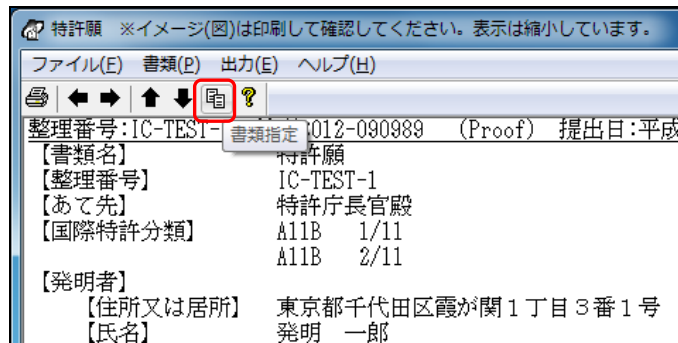 特許願 ※イメージ(図)は印刷して確認してください。表示は縮小しています。
ファイル(F) 書類(P) 出力(E) ヘルプ(H)
整理番号:IC-TEST- 012-090989 (Proof) 提出日:平成
書類指定
【書類名】 特許願
【整理番号】 IC-TEST-1
【あて先】 特許庁長官殿
【国際特許分類】 A11B 1/11
A11B 2/11
【発明者】
【住所又は居所】 東京都千代田区霞が関1丁目3番1号
【氏名】 発明 一郎